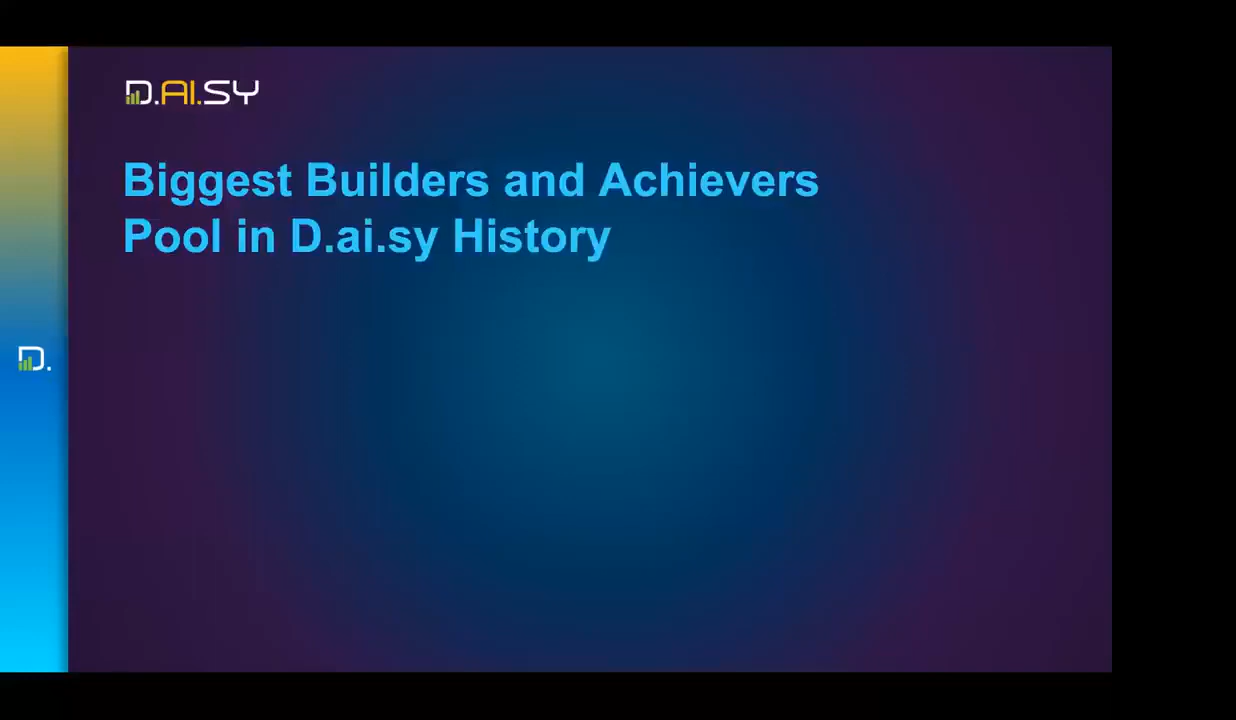 D.AI.SY
Biggest Builders and Achievers
Pool in D.ai.sy History
D.